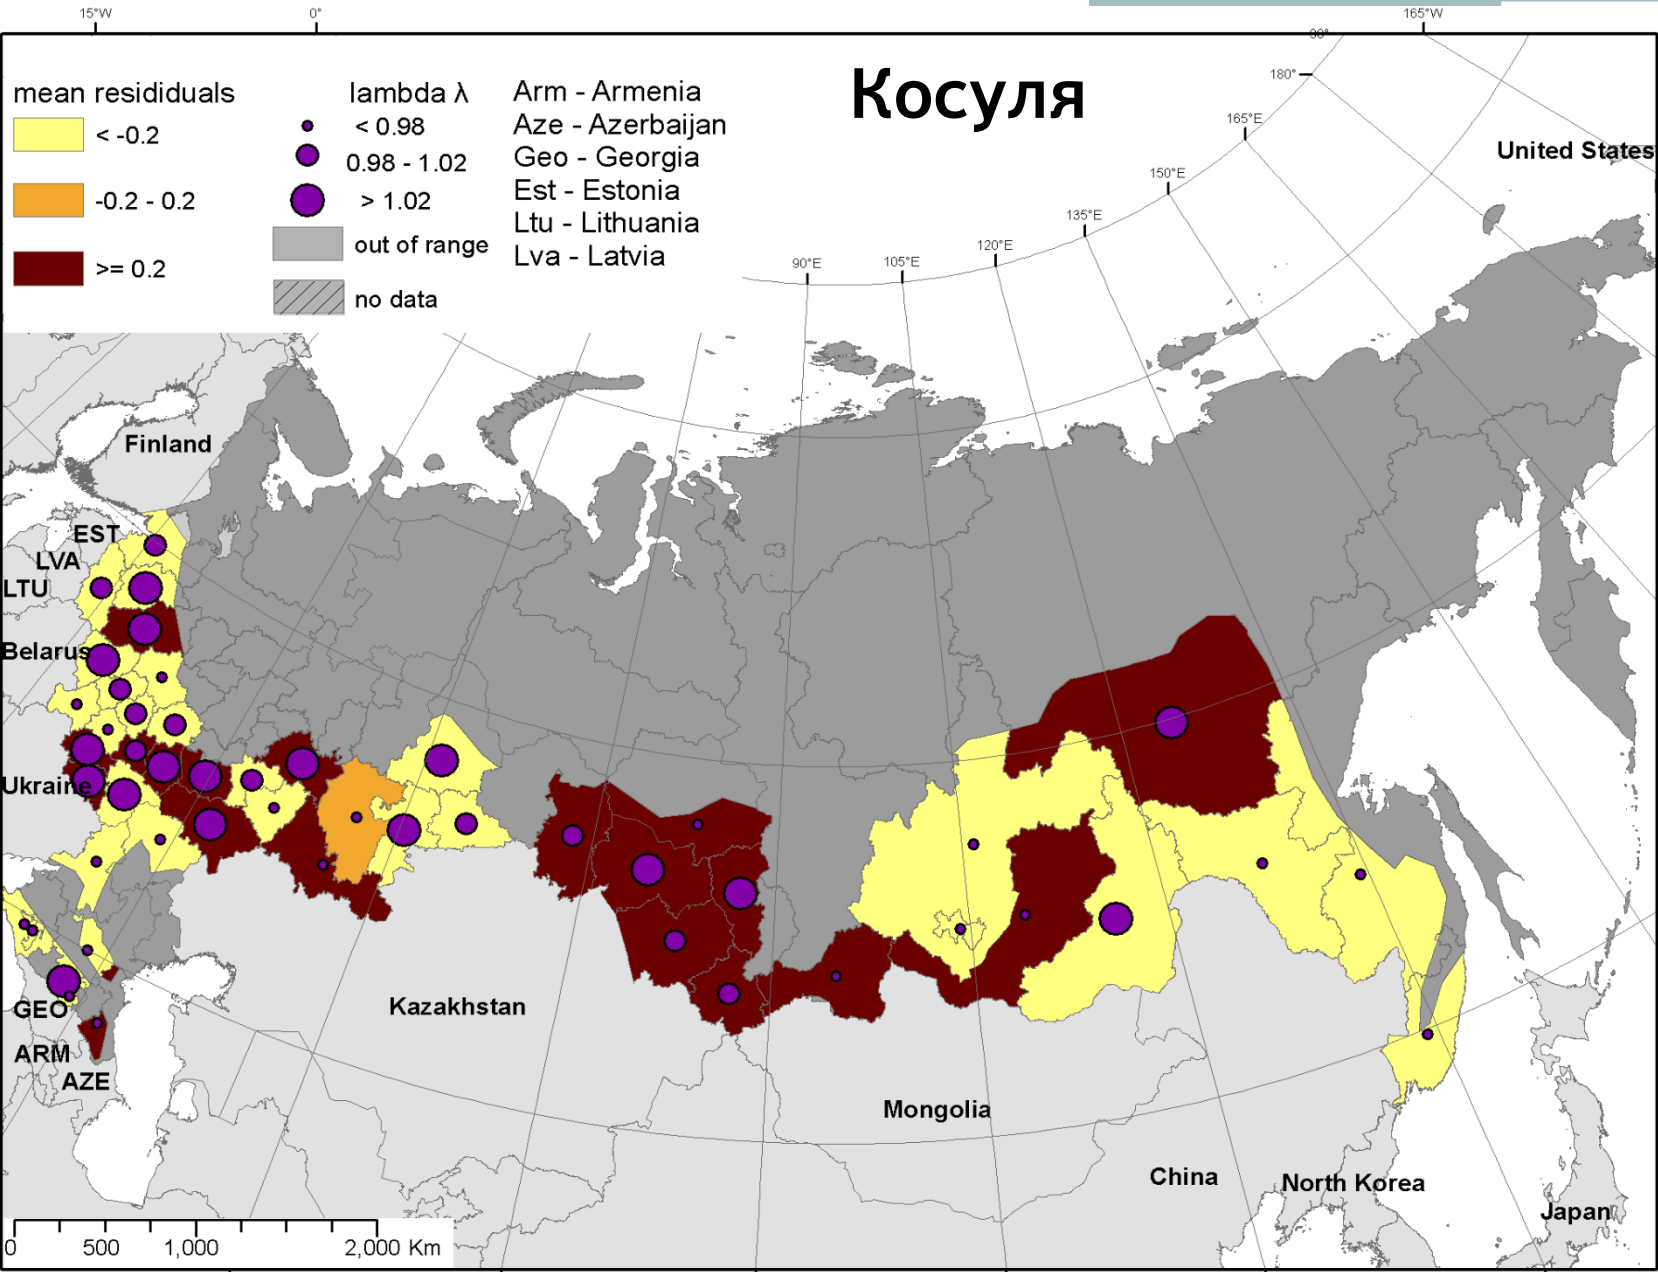 15°W
0°
165°W
90°
180°
165°E
150°E
135°E
120°E
105°E
90°E
Косуля
mean resididuals
< -0.2
-0.2 - 0.2
>= 0.2
lambda λ
< 0.98
0.98 - 1.02
> 1.02
out of range
no data
Arm - Armenia
Aze - Azerbaijan
Geo - Georgia
Est - Estonia
Ltu - Lithuania
Lva - Latvia
United States
Finland
EST
LVA
LTU
Belarus
Ukraine
GEO
ARM
AZE
Kazakhstan
Mongolia
China
North Korea
Japan
0 500 1,000 2,000 Km